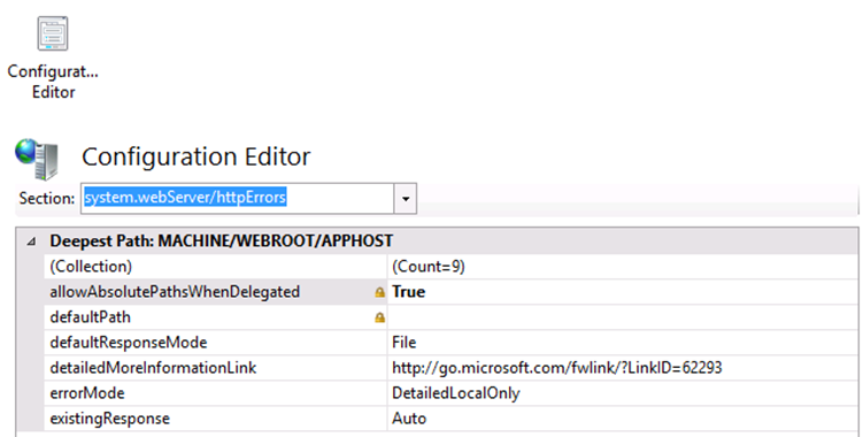 Configurat...
Editor
Configuration Editor
Section: system.webServer/httpErrors
Deepest Path: MACHINE/WEBROOT/APPHOST
(Collection) (Count=9)
allowAbsolutePathsWhenDelegated True
defaultPath
defaultResponseMode File
detailedMoreInformationLink http://go.microsoft.com/fwlink/?LinkID=62293
errorMode DetailedLocalOnly
existingResponse Auto